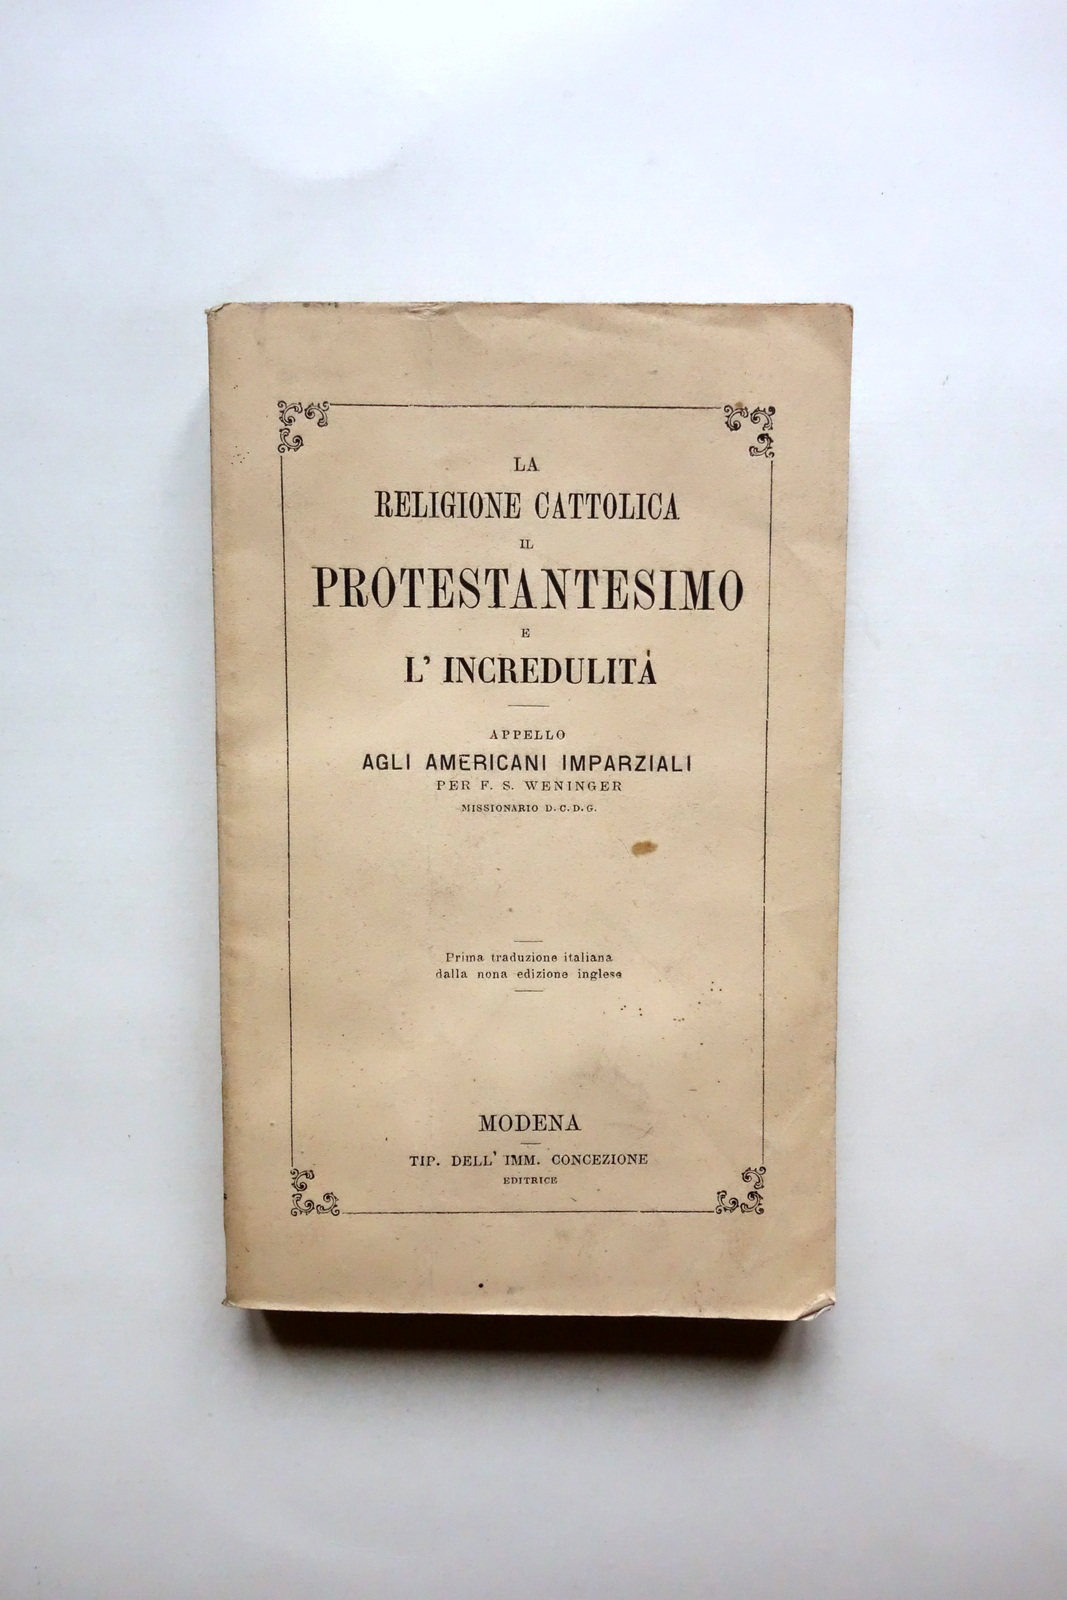 LA
RELIGIONE CATTOLICA
IL
PROTESTANTESIMO
E
L' INCREDULITÀ
APPELLO
AGLI AMERICANI IMPARZIALI
PER F. S. WENINGER
MISSIONARIO D. C. D. G.
Prima traduzione italiana
dalla nona edizione inglese
MODENA
TIP. DELL' IMM. CONCEZIONE
EDITRICE